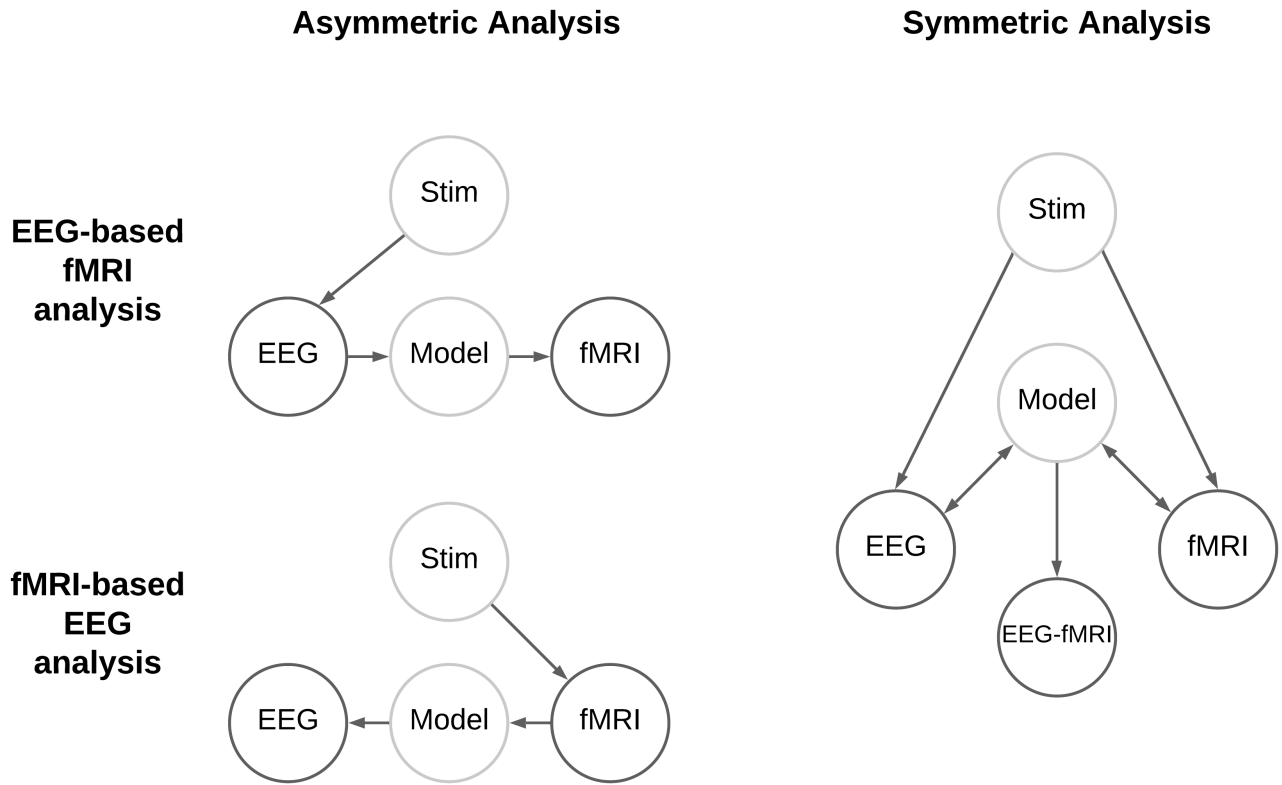 Asymmetric Analysis
Symmetric Analysis
EEG-based
fMRI
analysis
Stim
EEG
Model
fMRI
fMRI-based
EEG
analysis
Stim
EEG
Model
fMRI
Stim
Model
EEG
fMRI
EEG-fMRI